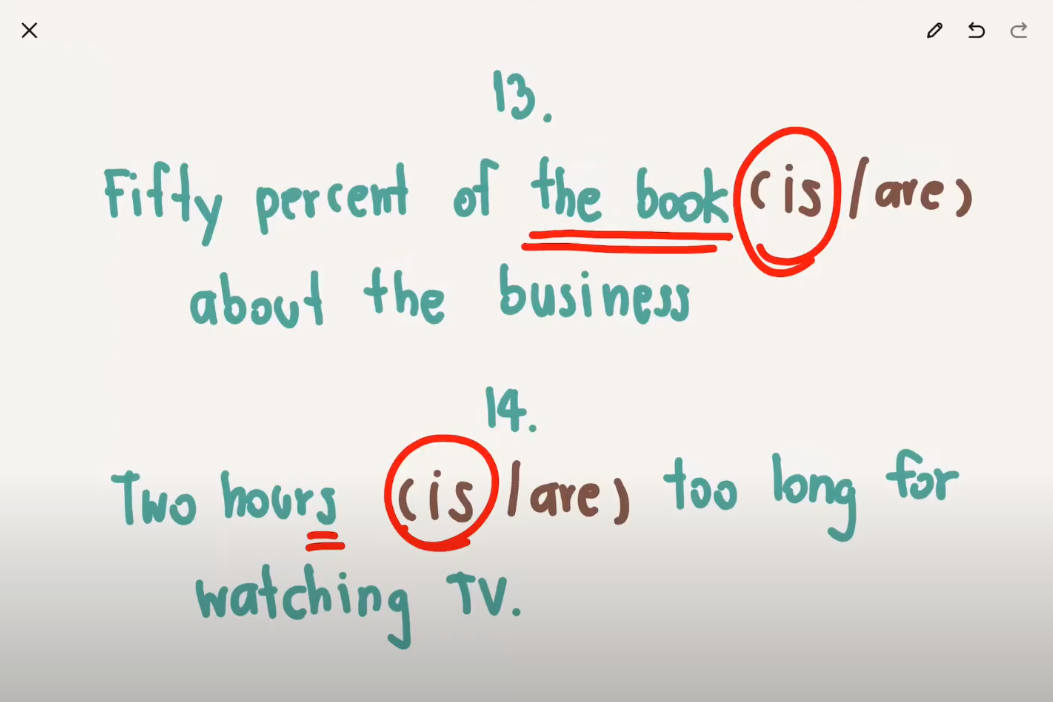 13.
Fifty percent of the book (is/are)
about the business
14.
Two hours (is/are) too long for
watching TV.